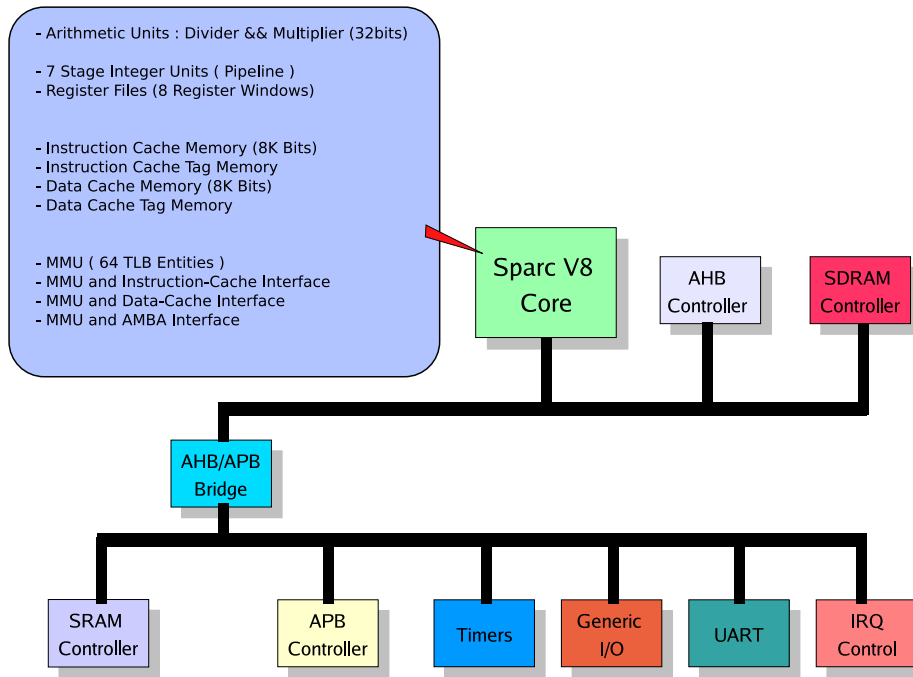 - Arithmetic Units : Divider && Multiplier (32bits)
- 7 Stage Integer Units ( Pipeline )
- Register Files (8 Register Windows)
- Instruction Cache Memory (8K Bits)
- Instruction Cache Tag Memory
- Data Cache Memory (8K Bits)
- Data Cache Tag Memory
- MMU ( 64 TLB Entities )
- MMU and Instruction-Cache Interface
- MMU and Data-Cache Interface
- MMU and AMBA Interface
Sparc V8
Core
AHB
Controller
SDRAM
Controller
AHB/APB
Bridge
SRAM
Controller
APB
Controller
Timers
Generic
I/O
UART
IRQ
Control